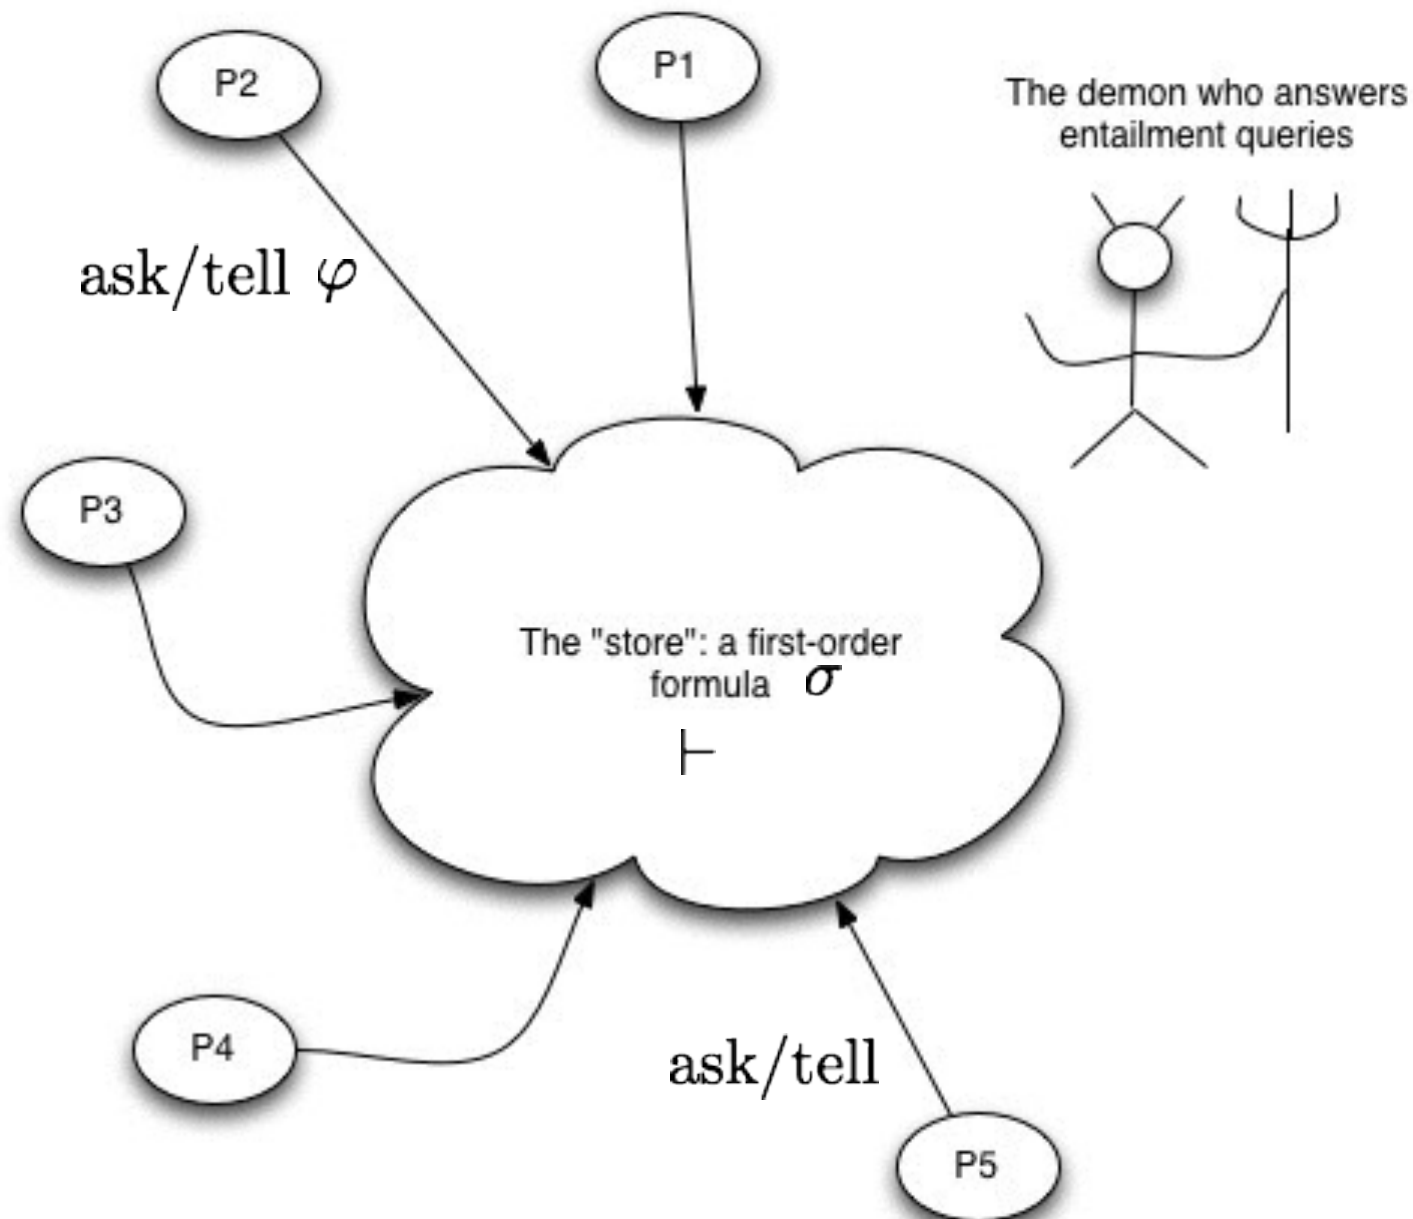 P2
P1
The demon who answers
entailment queries
ask/tell φ
P3
The "store": a first-order
formula σ
⊢
P4
ask/tell
P5